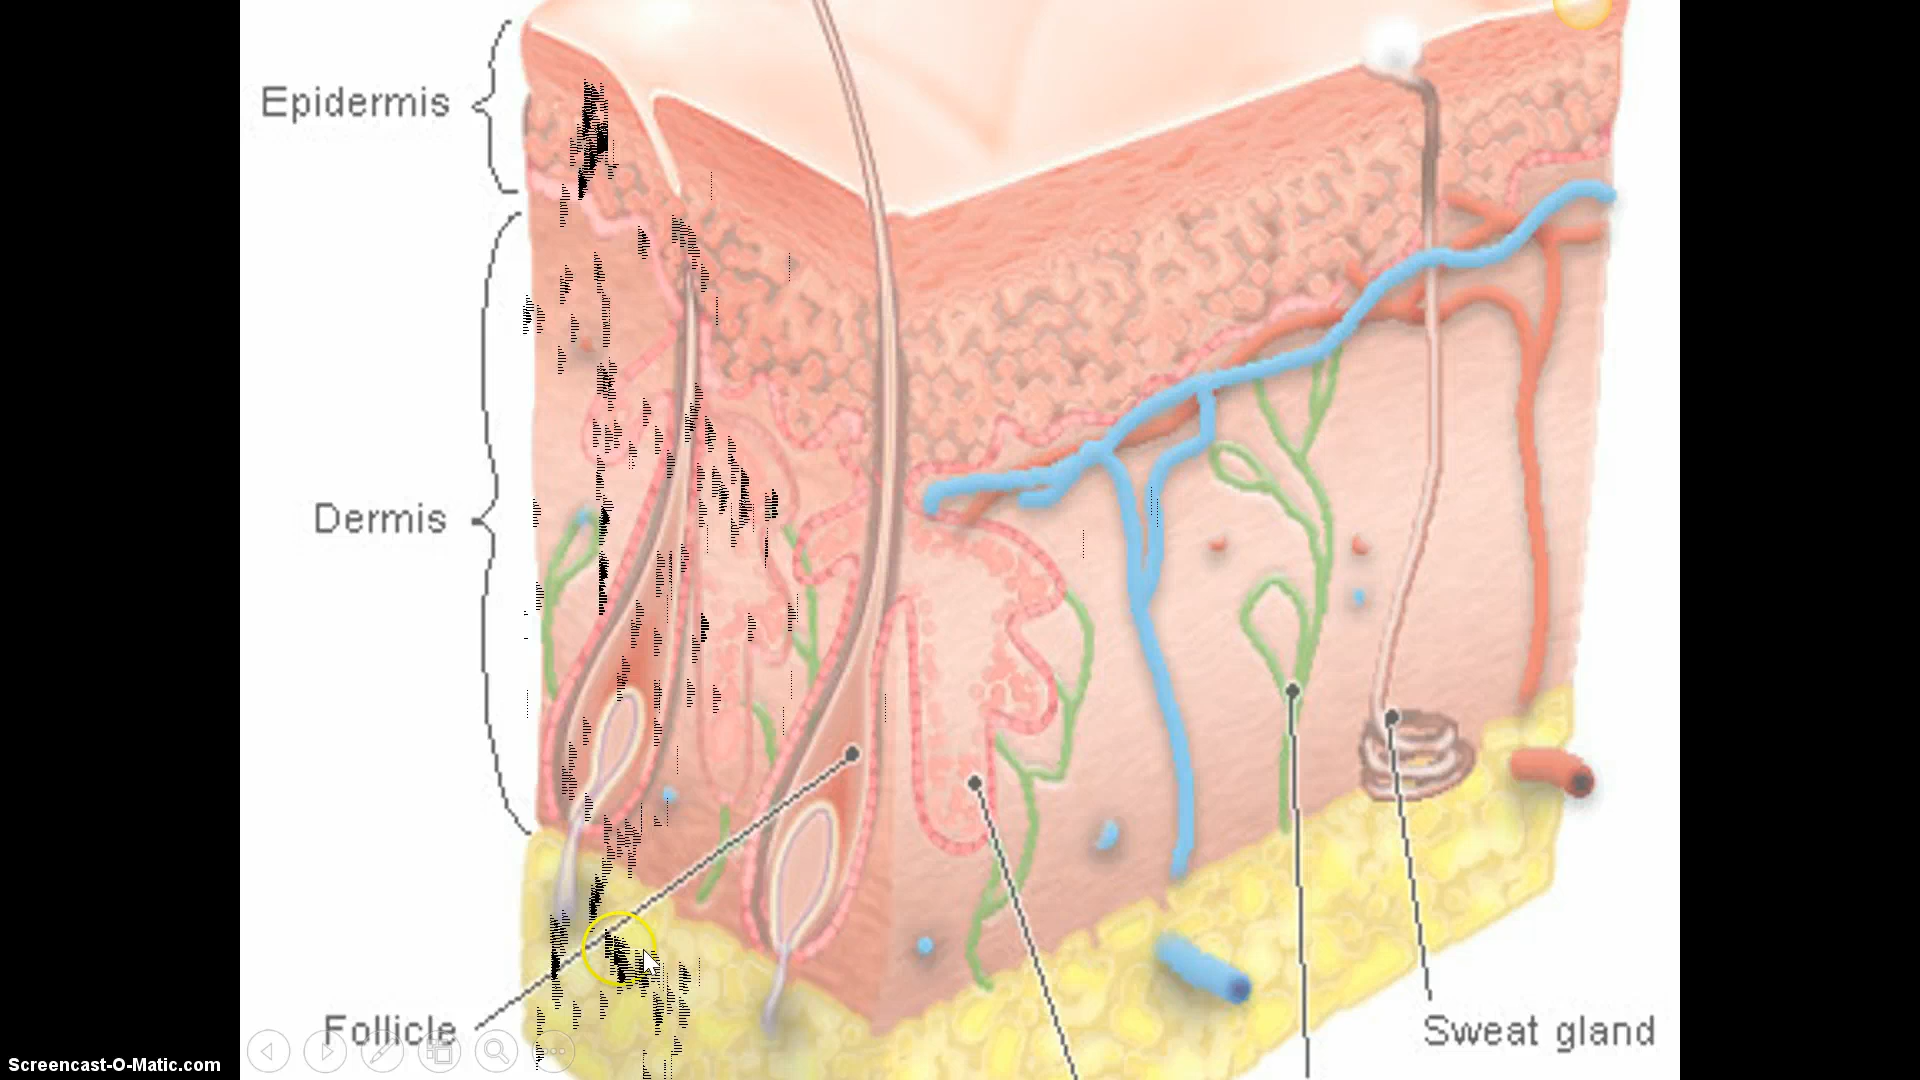 Epidermis
Dermis
Follicle
Sweat gland
Screencast-O-Matic.com